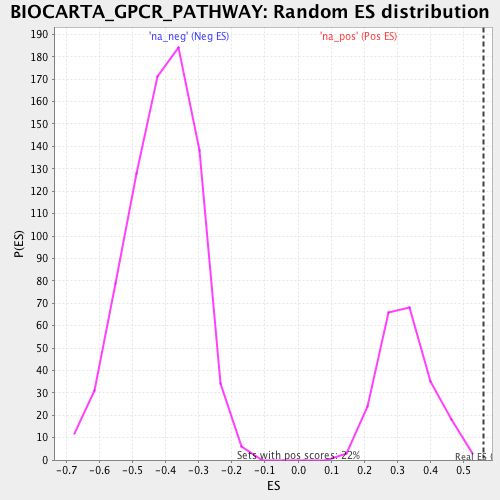 BIOCARTA_GPCR_PATHWAY: Random ES distribution
'na_neg' (Neg ES)
'na_pos' (Pos ES)
190
180
170
160
150
140
130
120
110
100
90
80
70
60
50
40
30
20
10
0
P(ES)
Sets with pos scores: 22%
Real ES (
-0.7 -0.6 -0.5 -0.4 -0.3 -0.2 -0.1 0.0 0.1 0.2 0.3 0.4 0.5
ES